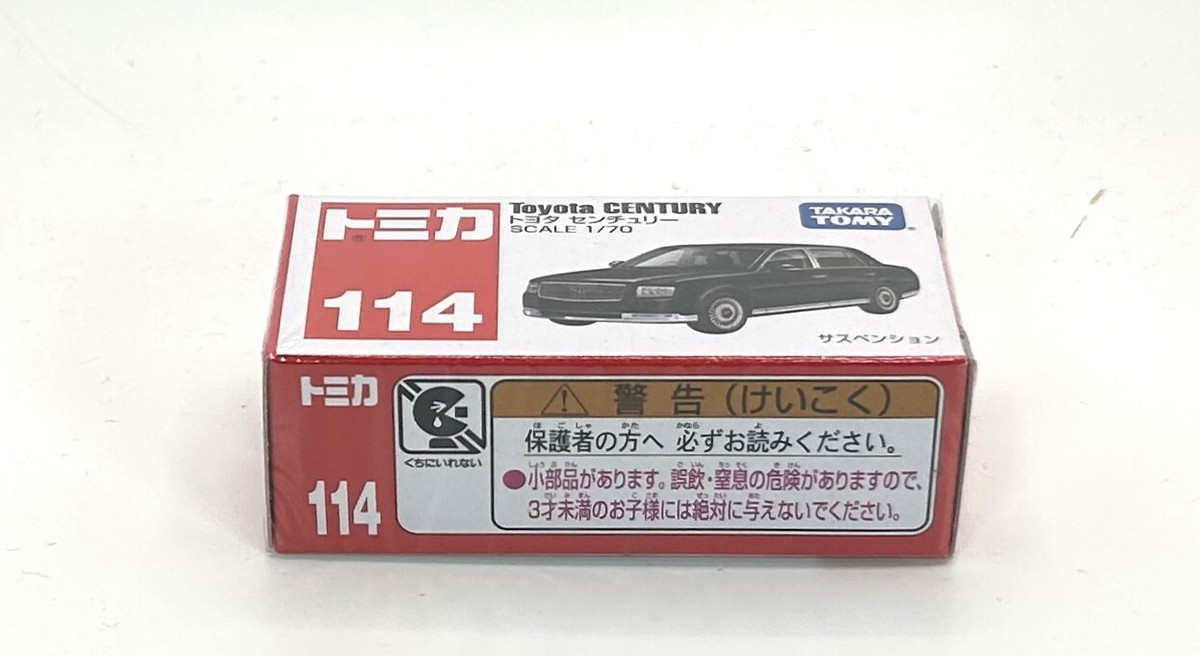 トミカ
114
Toyota CENTURY
トヨタ センチュリー
SCALE 1/70
TAKARA
TOMY
サスペンション
トミカ
114
くちにいれない
警告(けいこく)
保護者の方へ 必ずお読みください。
●小部品があります。誤飲・窒息の危険がありますので、
3才未満のお子様には絶対に与えないでください。